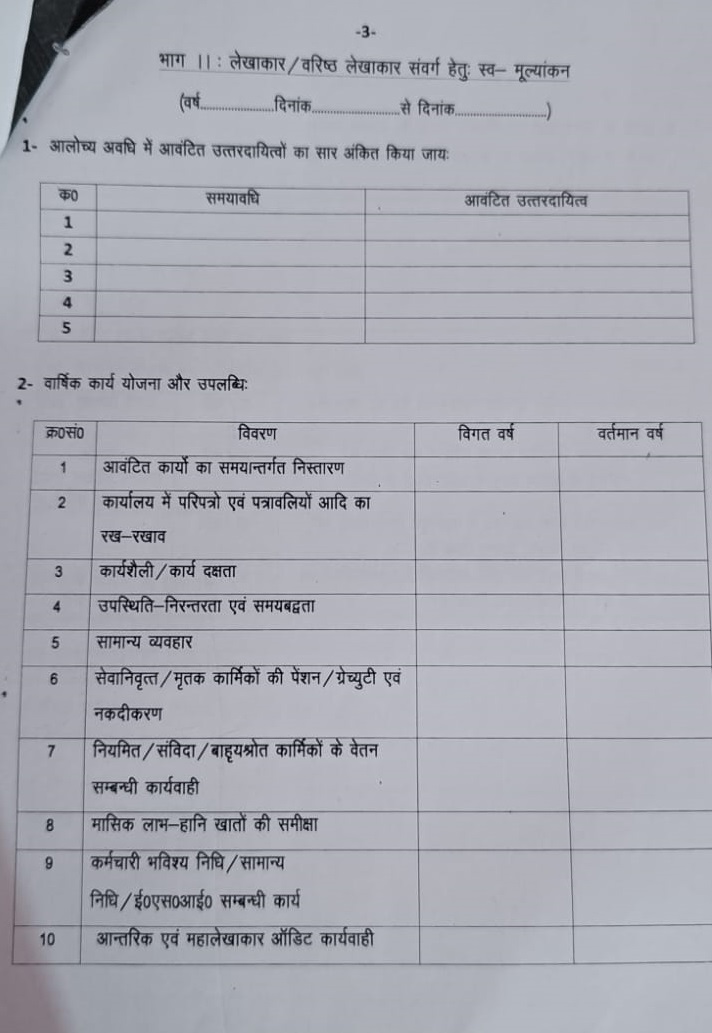 -3-
भाग II : लेखाकार/वरिष्ठ लेखाकार संवर्ग हेतुः स्व– मूल्यांकन
(वर्ष......................दिनांक..........................से दिनांक...........................)
1- आलोच्य अवधि में आवंटित उत्तरदायित्वों का सार अंकित किया जायः
क0 समयावधि आवंटित उत्तरदायित्व
1
2
3
4
5
2- वार्षिक कार्य योजना और उपलब्धिः
क्र0सं0 विवरण विगत वर्ष वर्तमान वर्ष
1 आवंटित कार्यो का समयान्तर्गत निस्तारण
2 कार्यालय में परिपत्रो एवं पत्रावलियों आदि का
रख–रखाव
3 कार्यशैली/कार्य दक्षता
4 उपस्थिति–निरन्तरता एवं समयबद्वता
5 सामान्य व्यवहार
6 सेवानिवृत्त/मृतक कार्मिकों की पेंशन/ग्रेच्युटी एवं
नकदीकरण
7 नियमित/संविदा/बाह्यश्रोत कार्मिकों के वेतन
सम्बन्धी कार्यवाही
8 मासिक लाभ–हानि खातों की समीक्षा
9 कर्मचारी भविश्य निधि/सामान्य
निधि/ई0एस0आई0 सम्बन्धी कार्य
10 आन्तरिक एवं महालेखाकार ऑडिट कार्यवाही